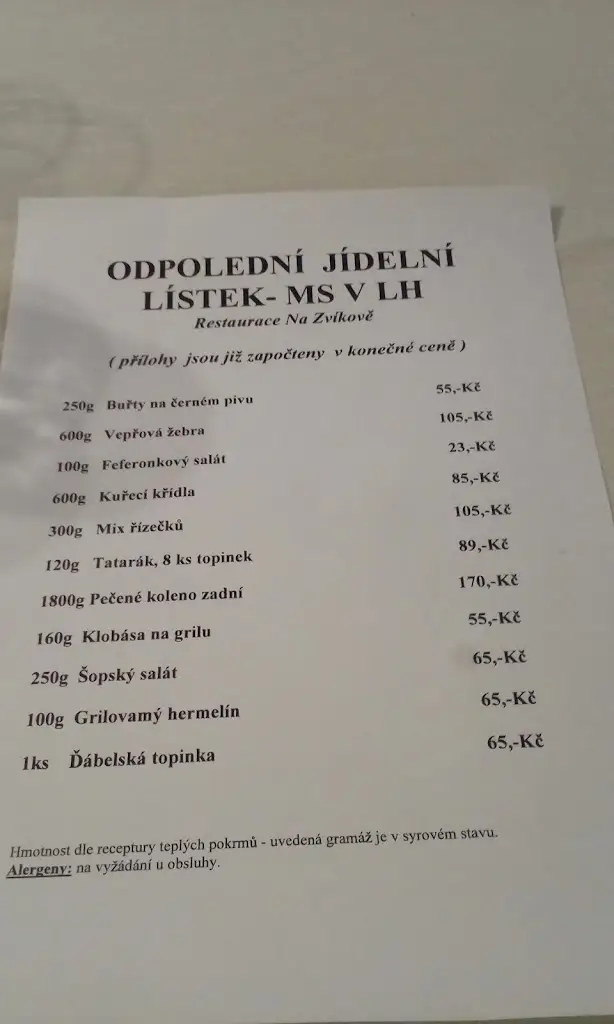 ODPOLEDNÍ JÍDELNÍ
LÍSTEK- MS V LH
Restaurace Na Zvíkově
( přílohy jsou již započteny v konečné ceně )
250g Buřty na černém pivu 55,-Kč
600g Vepřová žebra 105,-Kč
100g Feferonkový salát 23,-Kč
600g Kuřecí křídla 85,-Kč
300g Mix řízečků 105,-Kč
120g Tatarák, 8 ks topinek 89,-Kč
1800g Pečené koleno zadní 170,-Kč
160g Klobása na grilu 55,-Kč
250g Šopský salát 65,-Kč
100g Grilovamý hermelín 65,-Kč
1ks Ďábelská topinka 65,-Kč
Hmotnost dle receptury teplých pokrmů - uvedená gramáž je v syrovém stavu.
Alergeny: na vyžádání u obsluhy.